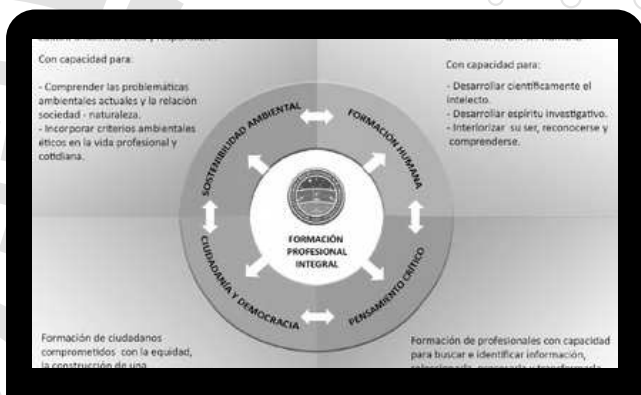 Con capacidad para:
- Comprender las problemáticas
ambientales actuales y la relación
sociedad - naturaleza.
- Incorporar criterios ambientales
éticos en la vida profesional y
cotidiana.
Con capacidad para:
- Desarrollar científicamente el
intelecto.
- Desarrollar espíritu investigativo.
- Interiorizar su ser, reconocerse y
comprenderse.
SOSTENIBILIDAD AMBIENTAL
FORMACIÓN HUMANA
FORMACIÓN
PROFESIONAL
INTEGRAL
CIUDADANÍA Y DEMOCRACIA
PENSAMIENTO CRÍTICO
Formación de ciudadanos
comprometidos con la equidad,
la construcción de una
Formación de profesionales con capacidad
para buscar e identificar información,